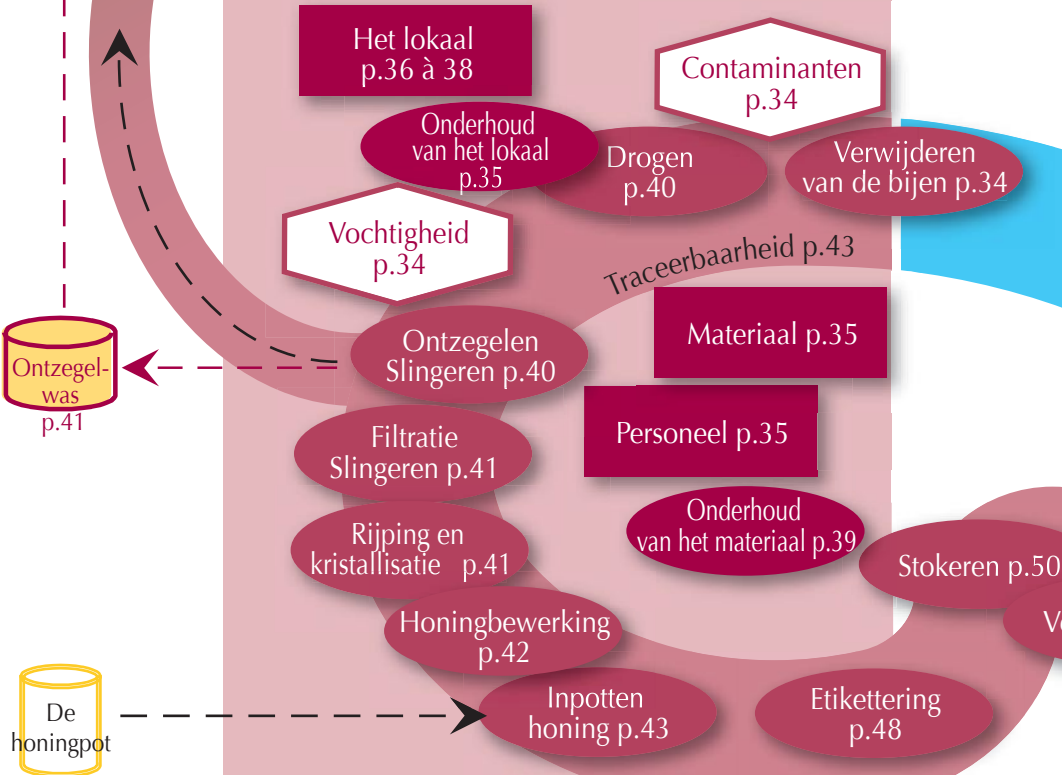 Het lokaal
p.36 à 38
Contaminanten
p.34
Onderhoud
van het lokaal
p.35
Drogen
p.40
Verwijderen
van de bijen p.34
Vochtigheid
p.34
Traceerbaarheid p.43
Materiaal p.35
Ontzegelen
Slingeren p.40
Ontzegel-
was
p.41
Personeel p.35
Filtratie
Slingeren p.41
Onderhoud
van het materiaal p.39
Rijping en
kristallisatie p.41
Stokeren p.50
Honingbewerking
p.42
De
honingpot
Inpotten
honing p.43
Etikettering
p.48